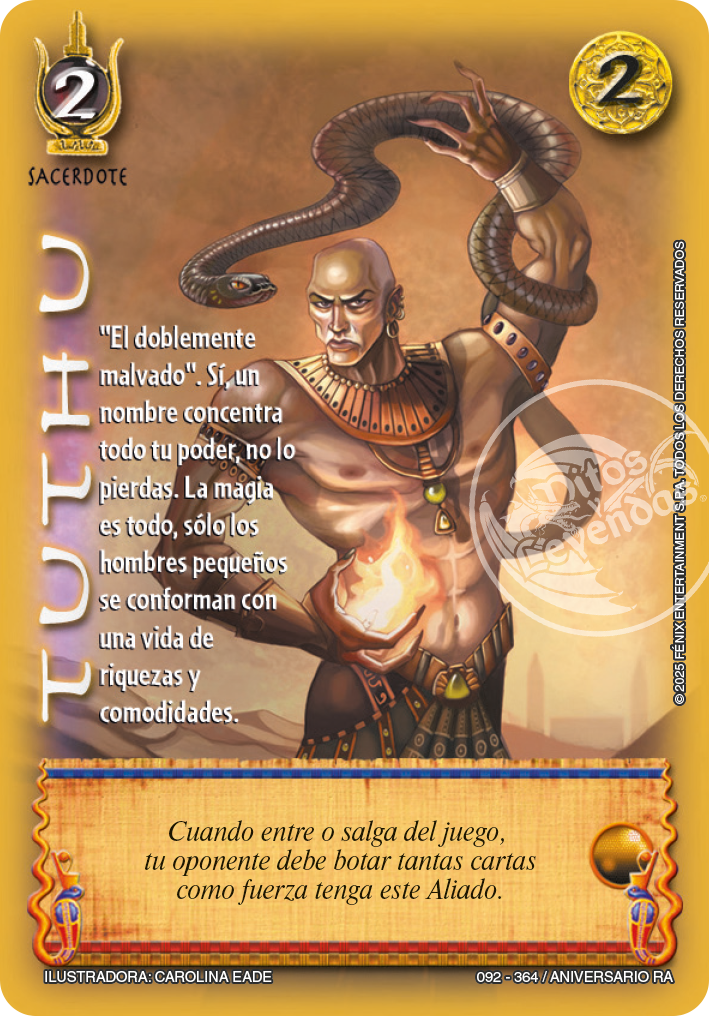 2
2
SACERDOTE
TUTHU
"El doblemente
malvado". Sí, un
nombre concentra
todo tu poder, no lo
pierdas. La magia
es todo, sólo los
hombres pequeños
se conforman con
una vida de
riquezas y
comodidades.
© 2025 FÉNIX ENTERTAINMENT S.P.A. TODOS LOS DERECHOS RESERVADOS
Mitos
y
Leyendas
Cuando entre o salga del juego,
tu oponente debe botar tantas cartas
como fuerza tenga este Aliado.
ILUSTRADORA: CAROLINA EADE
092 - 364 / ANIVERSARIO RA